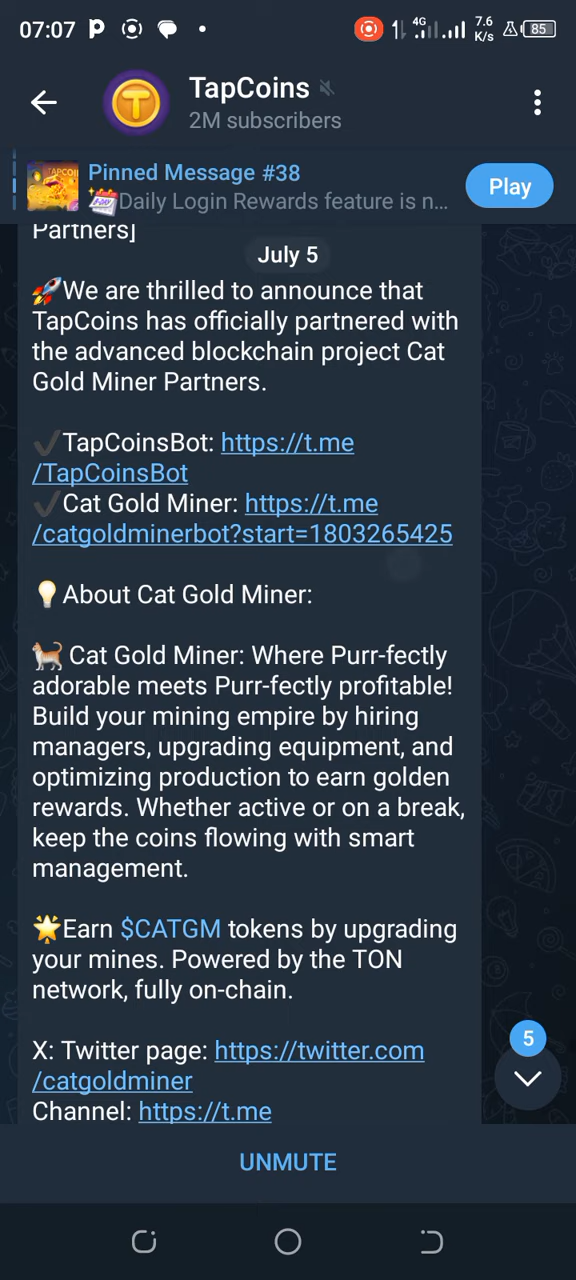 07:07
4G
7.6
K/s
85
TapCoins
2M subscribers
Pinned Message #38
Daily Login Rewards feature is n...
Play
Partners]
July 5
🚀We are thrilled to announce that
TapCoins has officially partnered with
the advanced blockchain project Cat
Gold Miner Partners.
✔TapCoinsBot: https://t.me
/TapCoinsBot
✔Cat Gold Miner: https://t.me
/catgoldminerbot?start=1803265425
💡About Cat Gold Miner:
🐈 Cat Gold Miner: Where Purr-fectly
adorable meets Purr-fectly profitable!
Build your mining empire by hiring
managers, upgrading equipment, and
optimizing production to earn golden
rewards. Whether active or on a break,
keep the coins flowing with smart
management.
🌟Earn $CATGM tokens by upgrading
your mines. Powered by the TON
network, fully on-chain.
X: Twitter page: https://twitter.com
/catgoldminer
Channel: https://t.me
5
UNMUTE